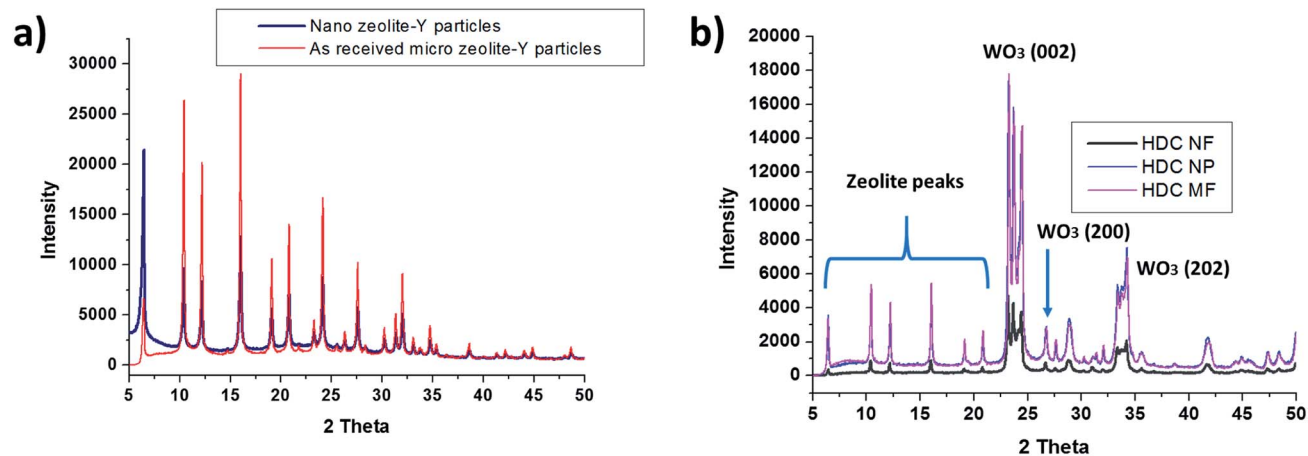 a)
Nano zeolite-Y particles
As received micro zeolite-Y particles
30000
25000
20000
15000
10000
5000
0
Intensity
5 10 15 20 25 30 35 40 45 50
2 Theta
b)
20000
18000
16000
14000
12000
10000
8000
6000
4000
2000
0
Intensity
WO3 (002)
HDC NF
HDC NP
HDC MF
Zeolite peaks
WO3 (200)
WO3 (202)
5 10 15 20 25 30 35 40 45 50
2 Theta